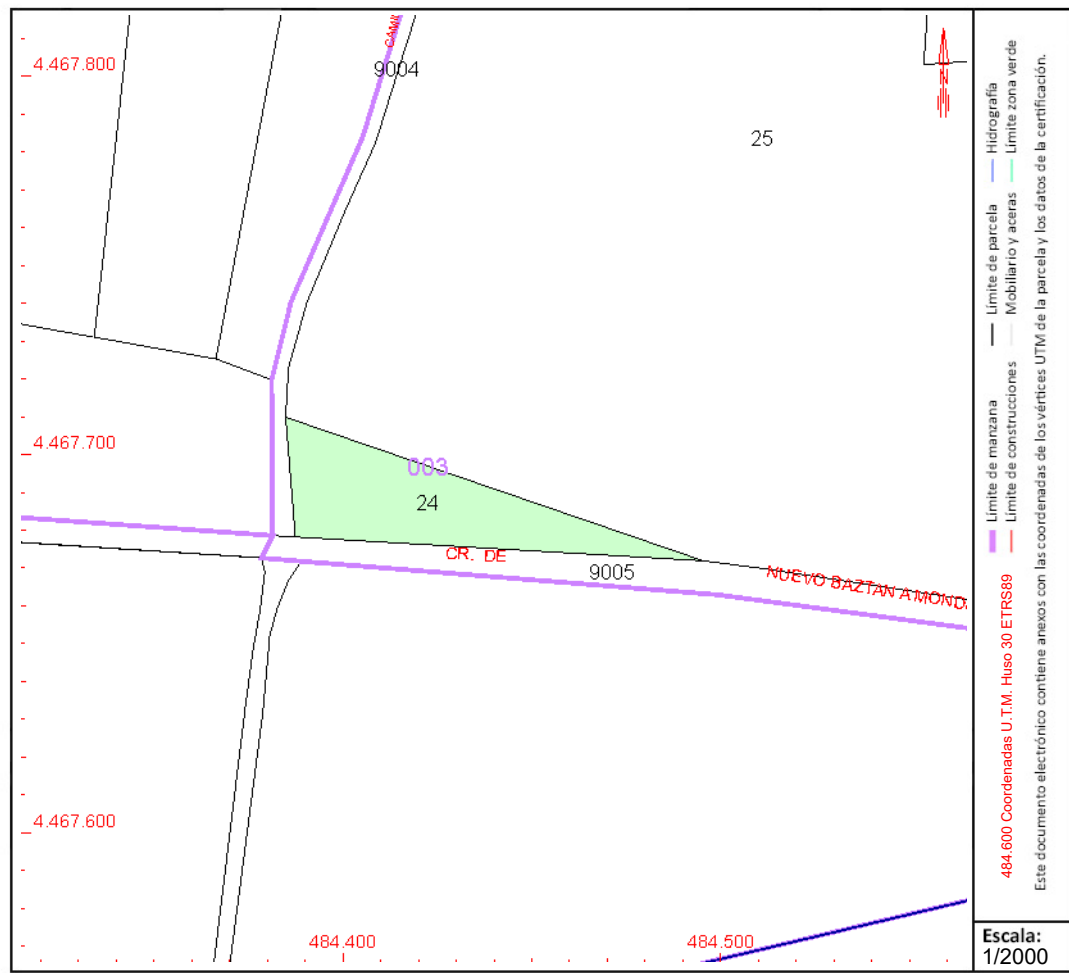 4.467.800
9004
25
4.467.700
003
24
CR. DE
9005
NUEVO BAZTAN A MOND
4.467.600
484.400
484.500
N
Límite de manzana
Límite de parcela
Hidrografía
Límite de construcciones
Mobiliario y aceras
Límite zona verde
484.600 Coordenadas U.T.M. Huso 30 ETRS89
Este documento electrónico contiene anexos con las coordenadas de los vértices UTM de la parcela y los datos de la certificación.
Escala:
1/2000